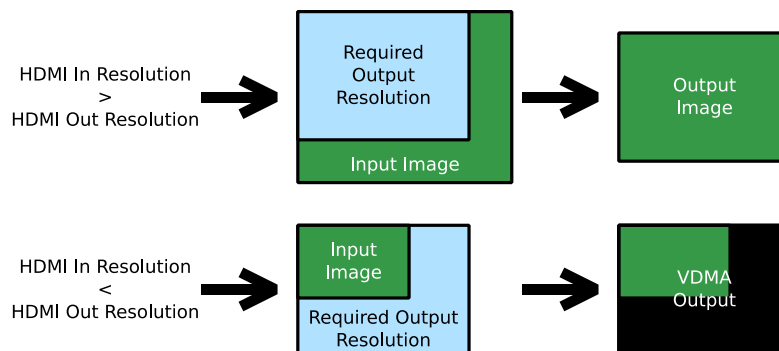 HDMI In Resolution
>
HDMI Out Resolution
Required
Output
Resolution
Input Image
Output
Image
HDMI In Resolution
<
HDMI Out Resolution
Input
Image
Required Output
Resolution
VDMA
Output